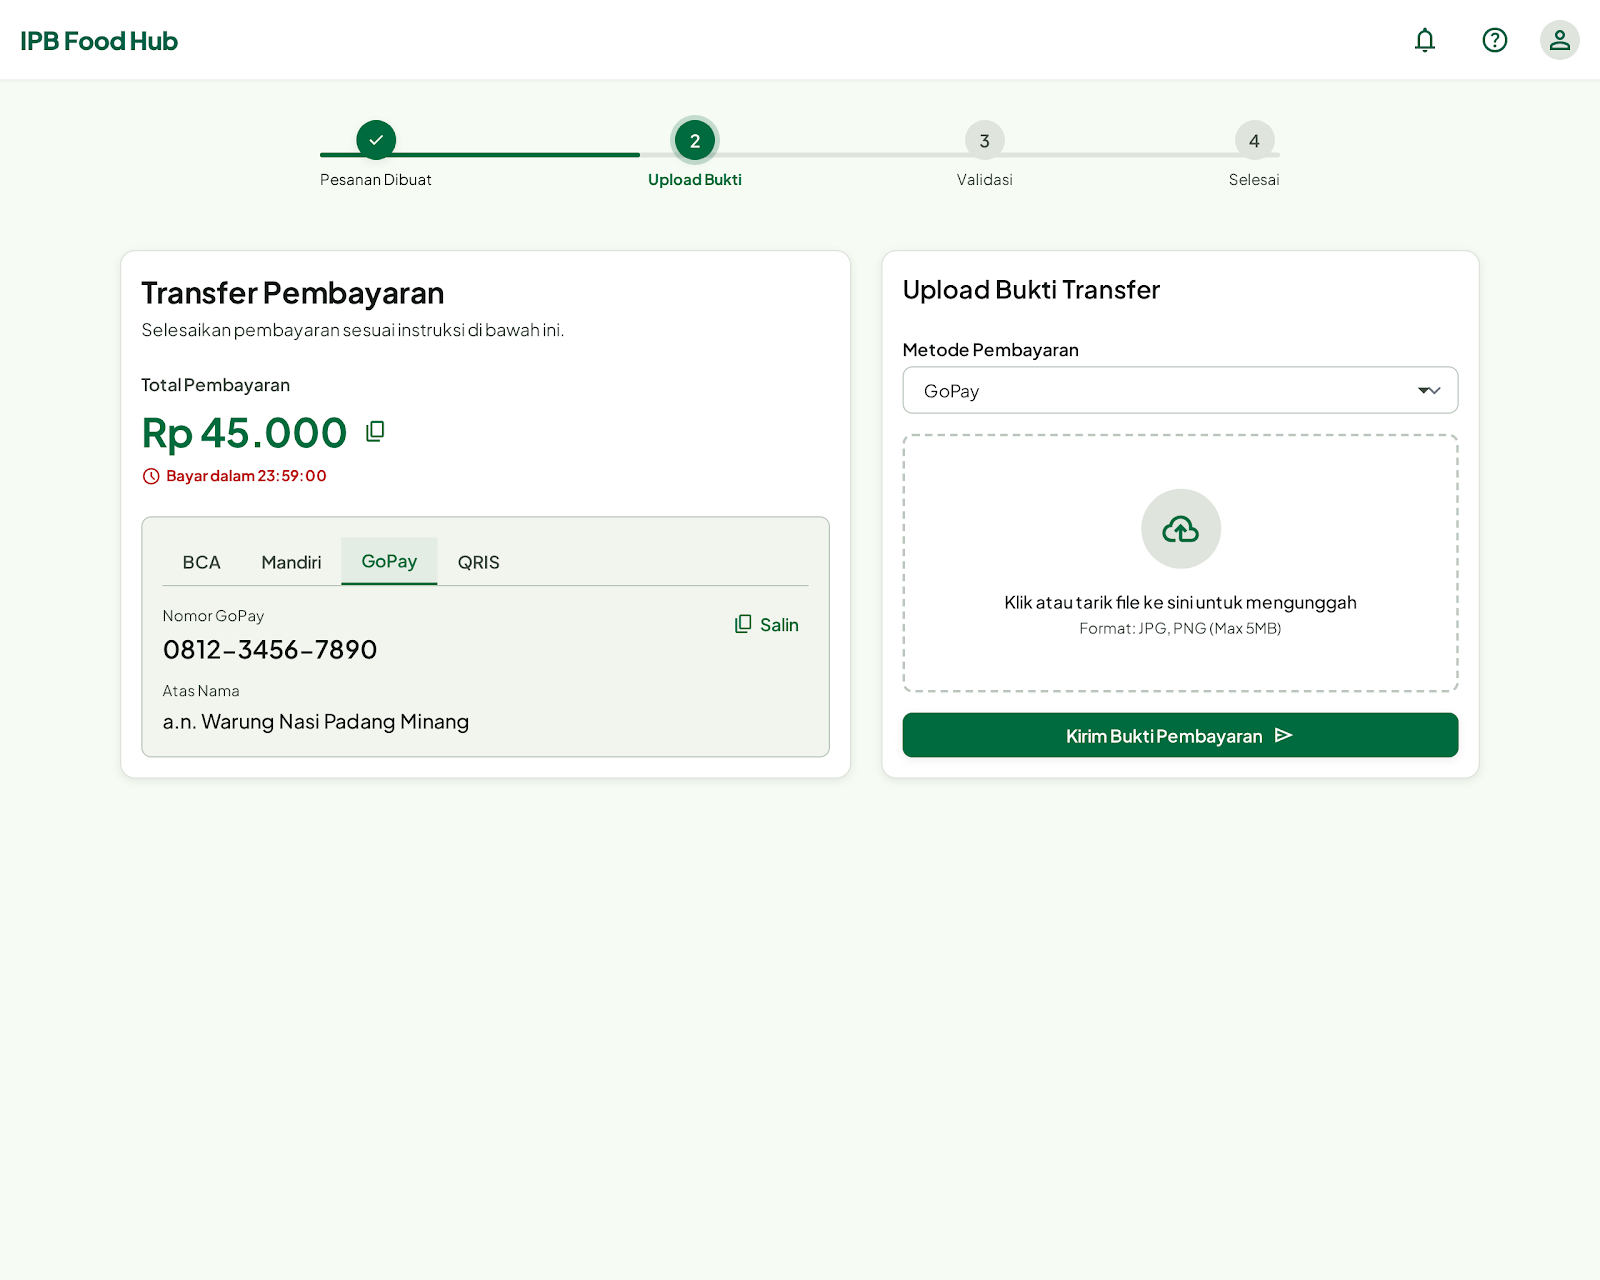 IPB Food Hub
2
3
4
Pesanan Dibuat
Upload Bukti
Validasi
Selesai
Transfer Pembayaran
Selesaikan pembayaran sesuai instruksi di bawah ini.
Total Pembayaran
Rp 45.000
Bayar dalam 23:59:00
BCA
Mandiri
GoPay
QRIS
Nomor GoPay
0812-3456-7890
Salin
Atas Nama
a.n. Warung Nasi Padang Minang
Upload Bukti Transfer
Metode Pembayaran
GoPay
Klik atau tarik file ke sini untuk mengunggah
Format: JPG, PNG (Max 5MB)
Kirim Bukti Pembayaran